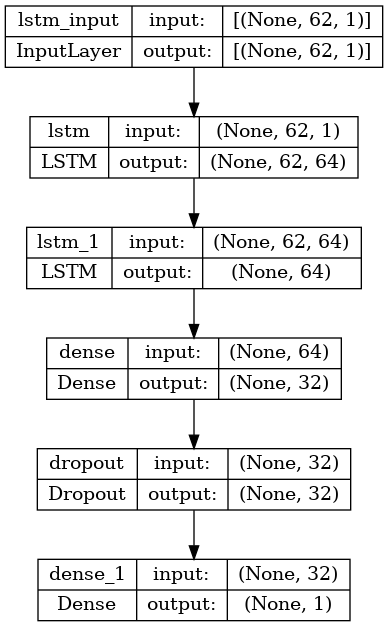 lstm_input input: [(None, 62, 1)]
InputLayer output: [(None, 62, 1)]
lstm input: (None, 62, 1)
LSTM output: (None, 62, 64)
lstm_1 input: (None, 62, 64)
LSTM output: (None, 64)
dense input: (None, 64)
Dense output: (None, 32)
dropout input: (None, 32)
Dropout output: (None, 32)
dense_1 input: (None, 32)
Dense output: (None, 1)